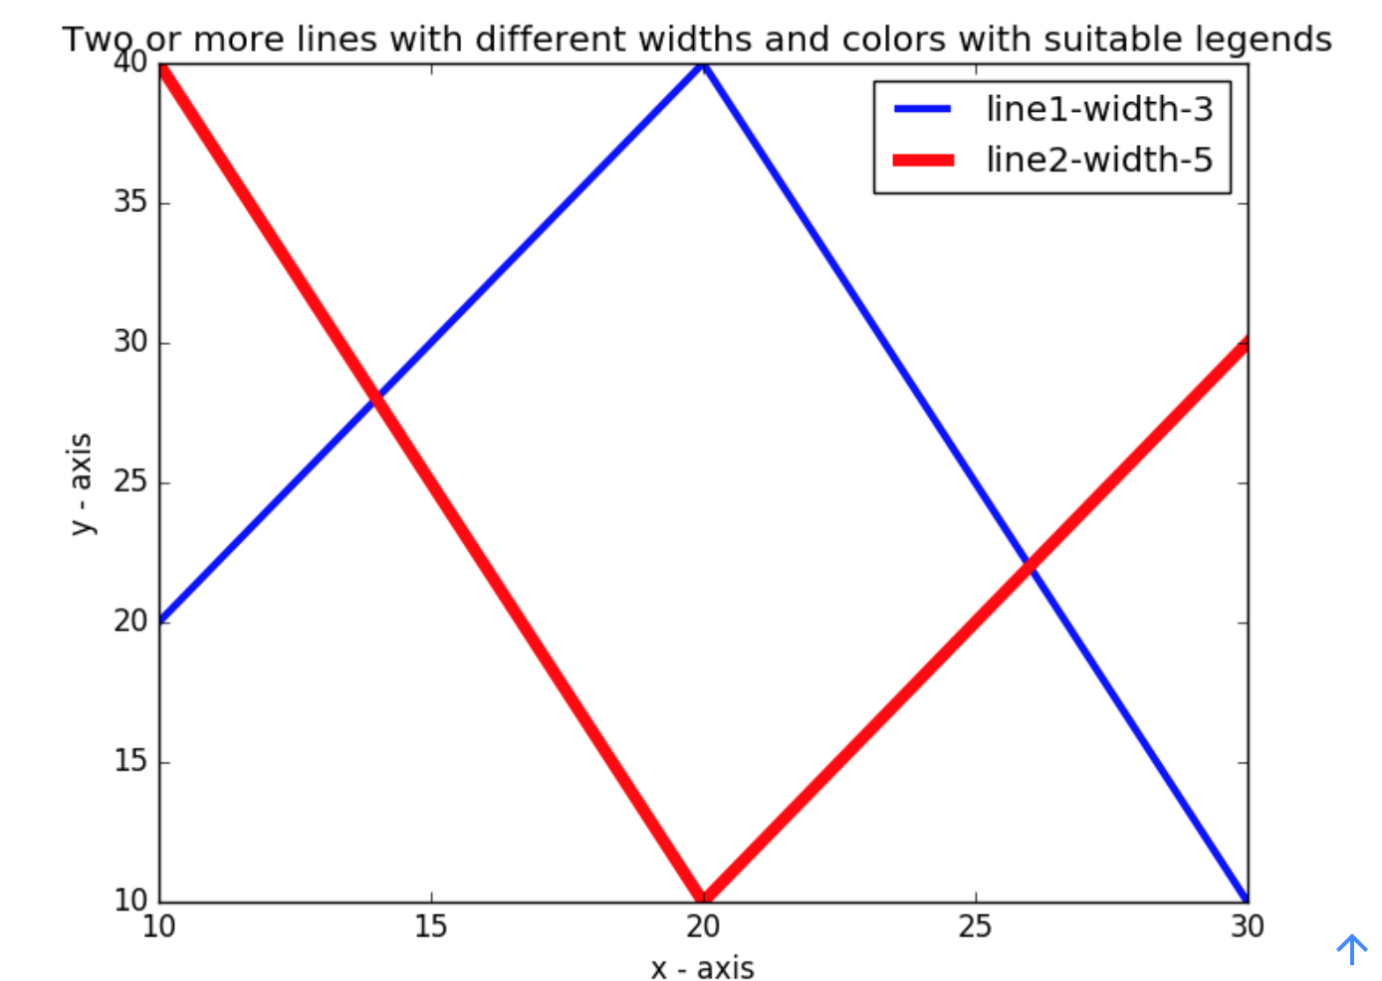 Two or more lines with different widths and colors with suitable legends
line1-width-3
line2-width-5
40
35
30
25
20
15
10
y - axis
10 15 20 25 30
x - axis